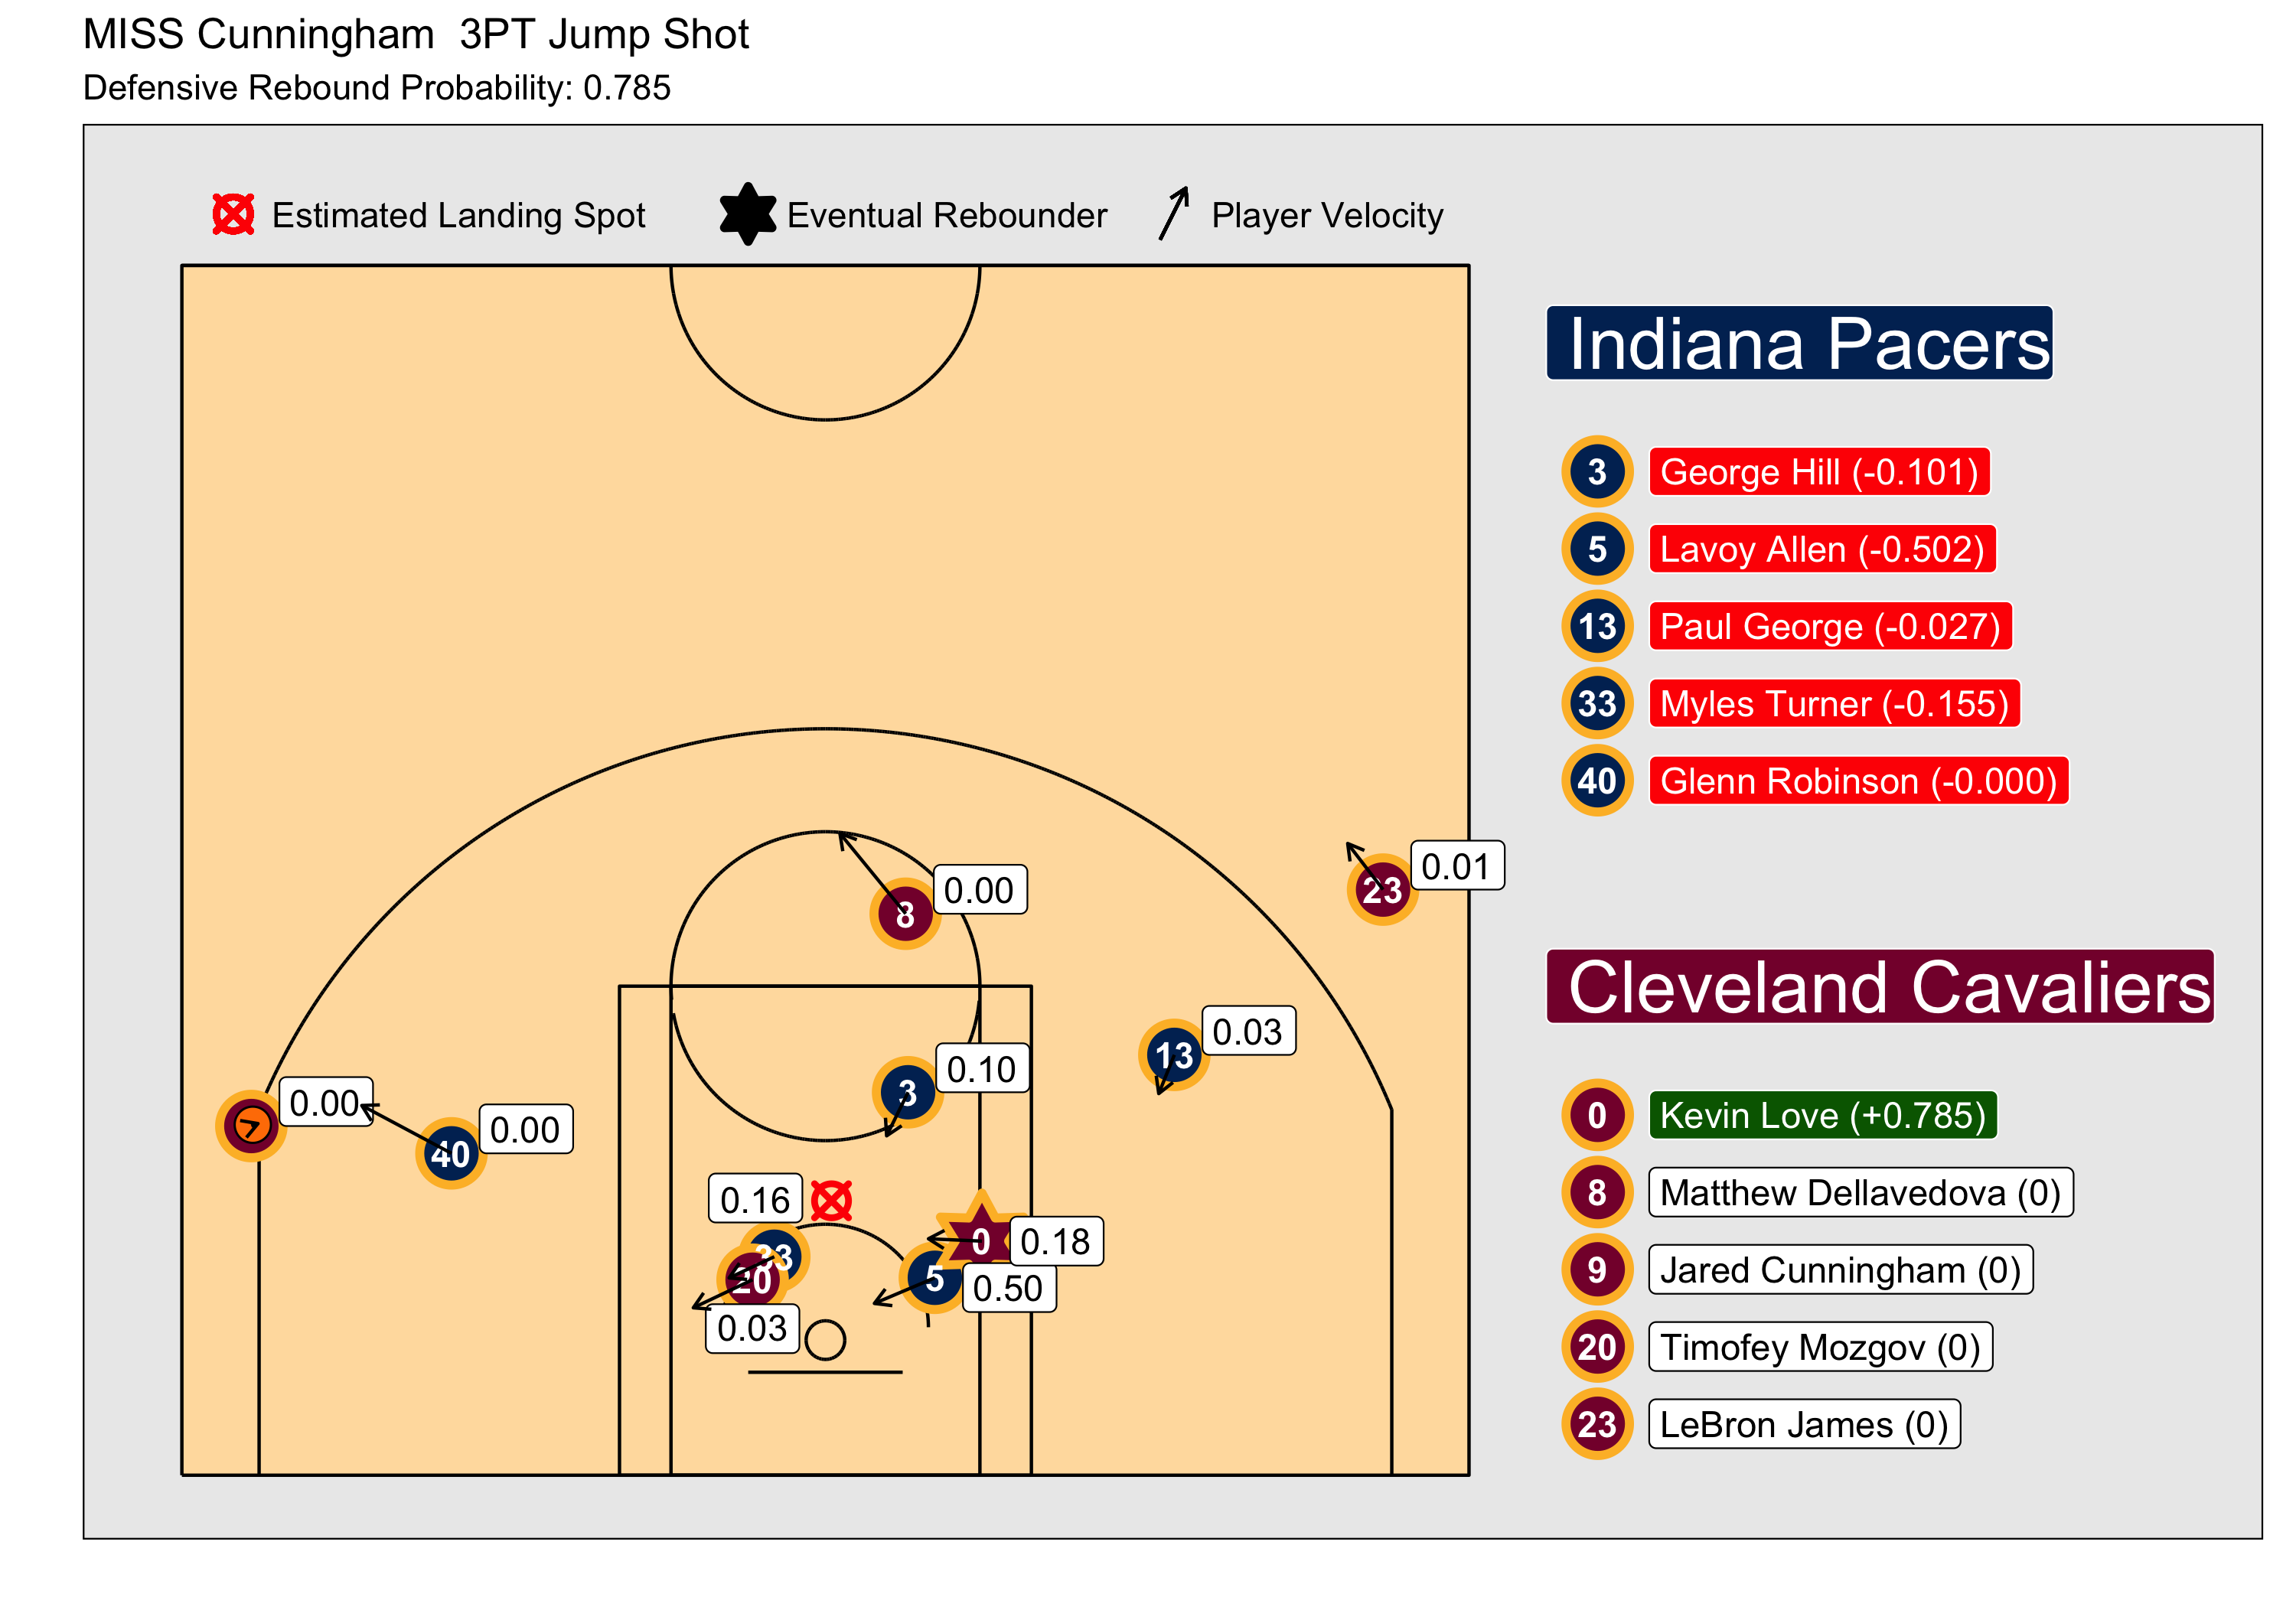 MISS Cunningham  3PT Jump Shot
Defensive Rebound Probability: 0.785
Estimated Landing Spot
Eventual Rebounder
Player Velocity
Indiana Pacers
3 George Hill (-0.101)
5 Lavoy Allen (-0.502)
13 Paul George (-0.027)
33 Myles Turner (-0.155)
40 Glenn Robinson (-0.000)
Cleveland Cavaliers
0 Kevin Love (+0.785)
8 Matthew Dellavedova (0)
9 Jared Cunningham (0)
20 Timofey Mozgov (0)
23 LeBron James (0)
23 0.01
8 0.00
13 0.03
3 0.10
0.00
40 0.00
0.16
33
0 0.18
20
5 0.50
0.03